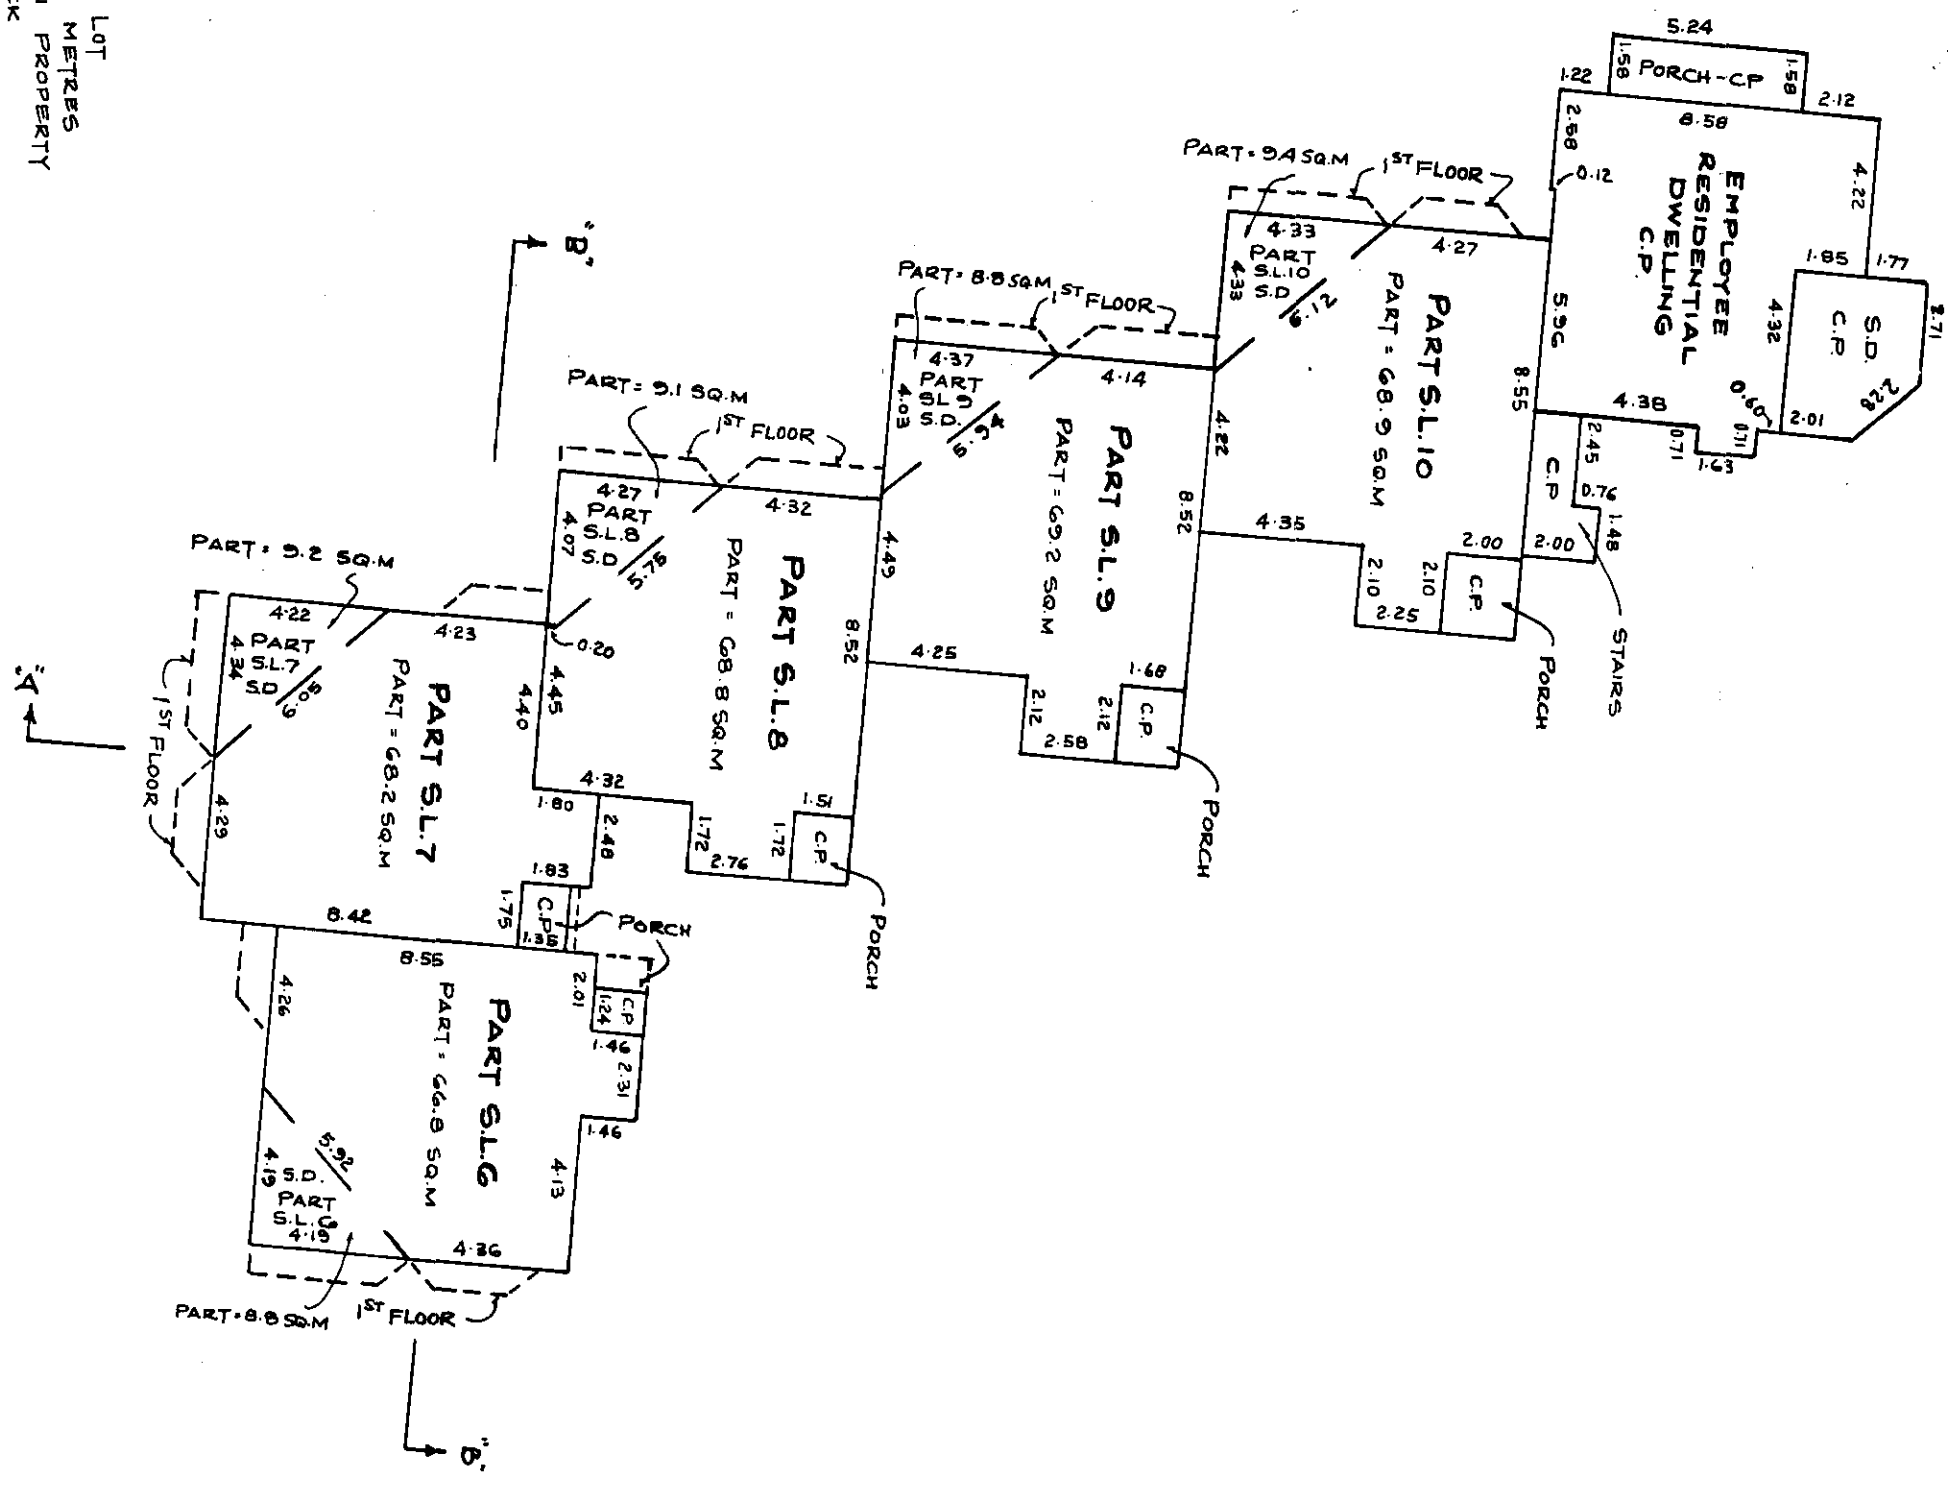 LOT
METRES
PROPERTY
CK
5.24
1.58
PORCH-CP
1.58
1.22
2.12
8.58
2.58
0.12
4.22
EMPLOYEE
RESIDENTIAL
DWELLING
C.P.
1.85
1.77
4.32
S.D.
C.P.
2.71
2.28
2.01
0.60
0.71
1.63
0.71
4.38
5.96
8.55
2.45
C.P
0.76
1.48
2.00
STAIRS
PART = 9.4 SQ.M
1ST FLOOR
4.33
4.27
PART
S.L.10
S.D
4.33
6.12
PART S.L.10
PART = 68.9 SQ.M
4.35
2.10
2.25
2.10
2.00
C.P.
PORCH
PART = 8.8 SQ.M
1ST FLOOR
4.37
4.14
PART
SL 9
S.D.
4.03
4.22
8.52
PART S.L.9
PART = 69.2 SQ.M
4.25
2.12
2.58
2.12
1.68
C.P.
PORCH
"B"
PART = 9.1 SQ.M
1ST FLOOR
4.27
4.32
PART
S.L.8
S.D
4.07
5.75
4.49
8.52
PART S.L.8
PART = 68.8 SQ.M
0.20
4.45
4.40
4.32
1.80
1.72
2.76
1.72
1.51
C.P.
PORCH
PART = 9.2 SQ.M
4.22
4.23
PART
S.L.7
S.D
4.34
6.05
PART S.L.7
PART = 68.2 SQ.M
1ST FLOOR
4.29
2.48
1.83
1.75
C.P.
1.35
PORCH
8.42
"A"
8.55
2.01
1.24
C.P
1.46
2.31
1.46
4.13
PART S.L.6
PART = 66.8 SQ.M
4.26
5.92
4.19
S.D.
PART
S.L.6
4.19
4.36
PART = 8.8 SQ.M
1ST FLOOR
"B"